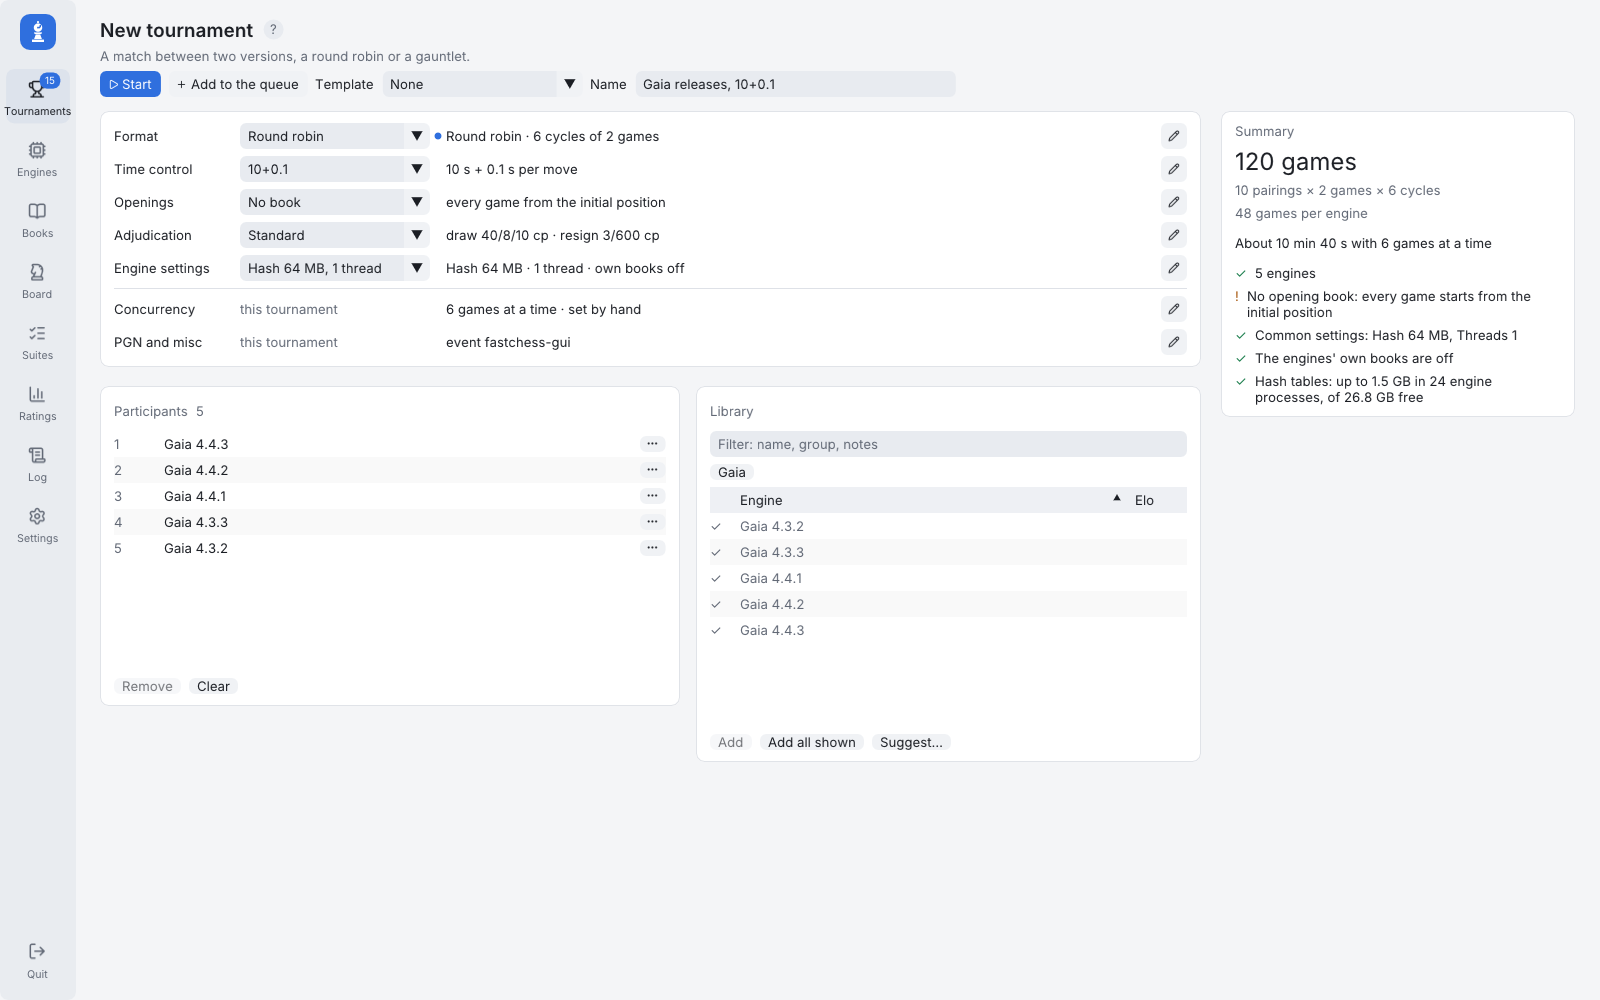 New tournament ?
A match between two versions, a round robin or a gauntlet.
Start + Add to the queue Template None Name Gaia releases, 10+0.1
15
Tournaments
Engines
Books
Board
Suites
Ratings
Log
Settings
Quit
Format Round robin Round robin · 6 cycles of 2 games
Time control 10+0.1 10 s + 0.1 s per move
Openings No book every game from the initial position
Adjudication Standard draw 40/8/10 cp · resign 3/600 cp
Engine settings Hash 64 MB, 1 thread Hash 64 MB · 1 thread · own books off
Concurrency this tournament 6 games at a time · set by hand
PGN and misc this tournament event fastchess-gui
Participants 5
1 Gaia 4.4.3 ···
2 Gaia 4.4.2 ···
3 Gaia 4.4.1 ···
4 Gaia 4.3.3 ···
5 Gaia 4.3.2 ···
Remove Clear
Library
Filter: name, group, notes
Gaia
Engine Elo
Gaia 4.3.2
Gaia 4.3.3
Gaia 4.4.1
Gaia 4.4.2
Gaia 4.4.3
Add Add all shown Suggest...
Summary
120 games
10 pairings × 2 games × 6 cycles
48 games per engine
About 10 min 40 s with 6 games at a time
✓ 5 engines
! No opening book: every game starts from the
initial position
✓ Common settings: Hash 64 MB, Threads 1
✓ The engines' own books are off
✓ Hash tables: up to 1.5 GB in 24 engine
processes, of 26.8 GB free